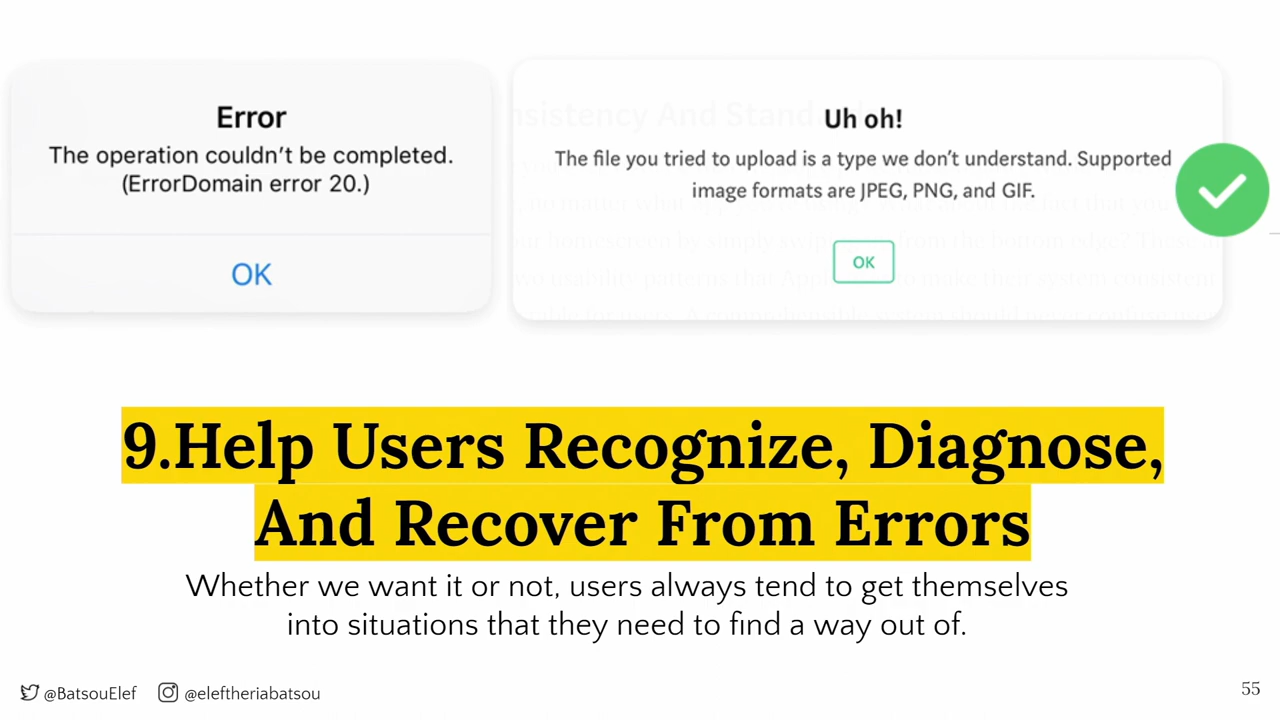 Error
The operation couldn't be completed.
(ErrorDomain error 20.)
OK
nsistency And Standa
Uh oh!
The file you tried to upload is a type we don't understand. Supported
image formats are JPEG, PNG, and GIF.
OK
9.Help Users Recognize, Diagnose,
And Recover From Errors
Whether we want it or not, users always tend to get themselves
into situations that they need to find a way out of.
@BatsouElef @eleftheriabatsou
55